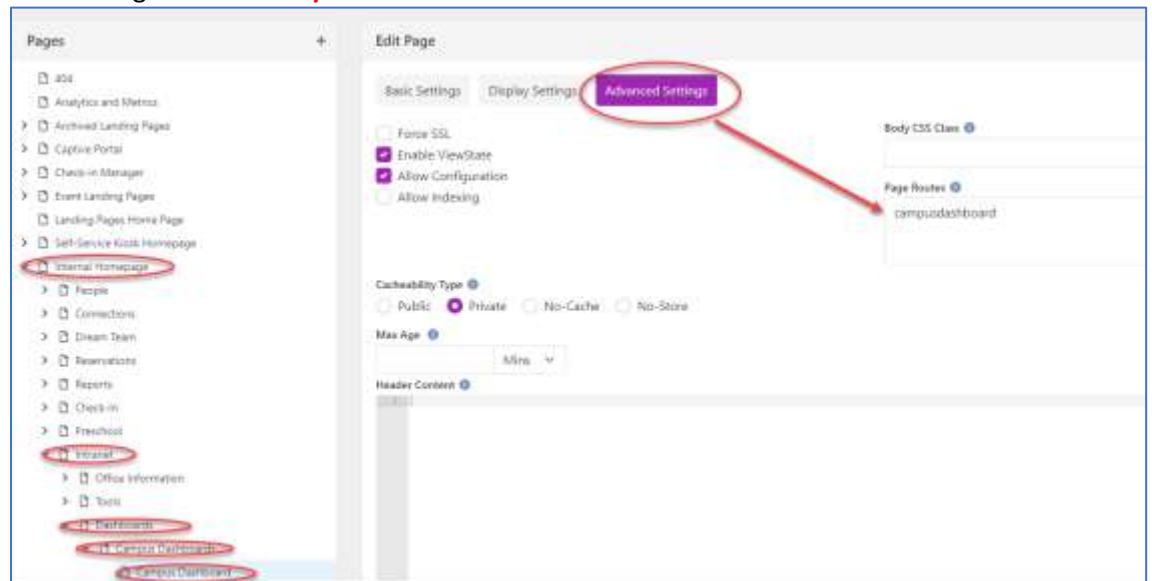 Pages +
404
Analytics and Metrics
Archived Landing Pages
Captive Portal
Check-in Manager
Event Landing Pages
Landing Pages Home Page
Self-Service Kiosk Homepage
Internal Homepage
People
Connections
Dream Team
Reservations
Reports
Check-in
Preschool
Intranet
Office Information
Tools
Dashboards
Campus Dashboards
Campus Dashboard
Edit Page
Basic Settings Display Settings Advanced Settings
Force SSL
Enable ViewState
Allow Configuration
Allow Indexing
Body CSS Class
Page Routes
campusdashboard
Cacheability Type
Public Private No-Cache No-Store
Max Age
Mins
Header Content